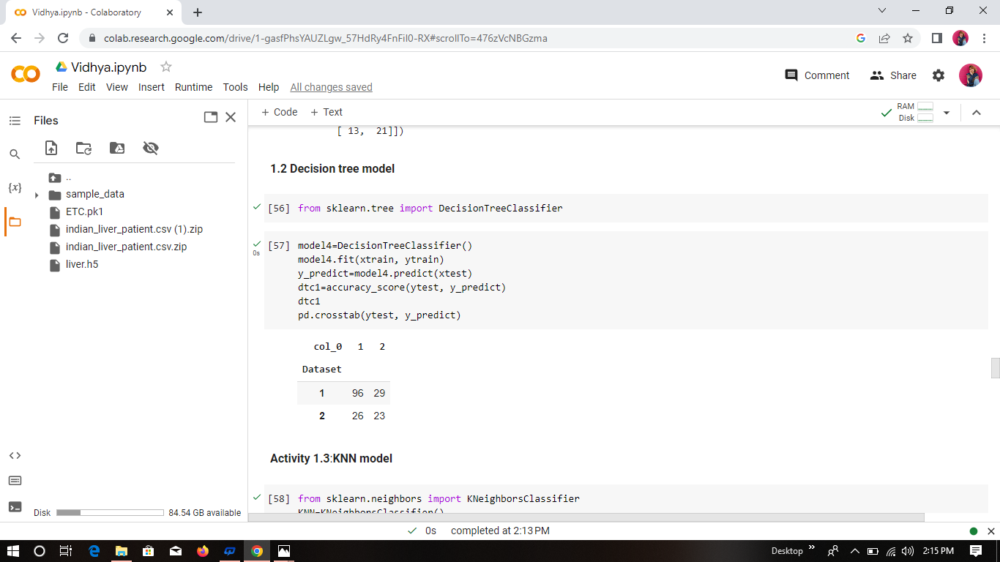 Vidhya.ipynb - Colaboratory
colab.research.google.com/drive/1-gasfPhsYAUZLgw_57HdRy4FnFiI0-RX#scrollTo=476zVcNBGzma
Vidhya.ipynb
File Edit View Insert Runtime Tools Help All changes saved
Comment Share
Files
+ Code + Text
RAM
Disk
..
sample_data
ETC.pk1
indian_liver_patient.csv (1).zip
indian_liver_patient.csv.zip
liver.h5
{x}
Disk 84.54 GB available
[ 13, 21]])
1.2 Decision tree model
[56] from sklearn.tree import DecisionTreeClassifier
0s
[57] model4=DecisionTreeClassifier()
model4.fit(xtrain, ytrain)
y_predict=model4.predict(xtest)
dtc1=accuracy_score(ytest, y_predict)
dtc1
pd.crosstab(ytest, y_predict)
col_0 1 2
Dataset
1 96 29
2 26 23
Activity 1.3:KNN model
[58] from sklearn.neighbors import KNeighborsClassifier
KNN=KNeighborsClassifier()
0s completed at 2:13 PM
Desktop
2:15 PM